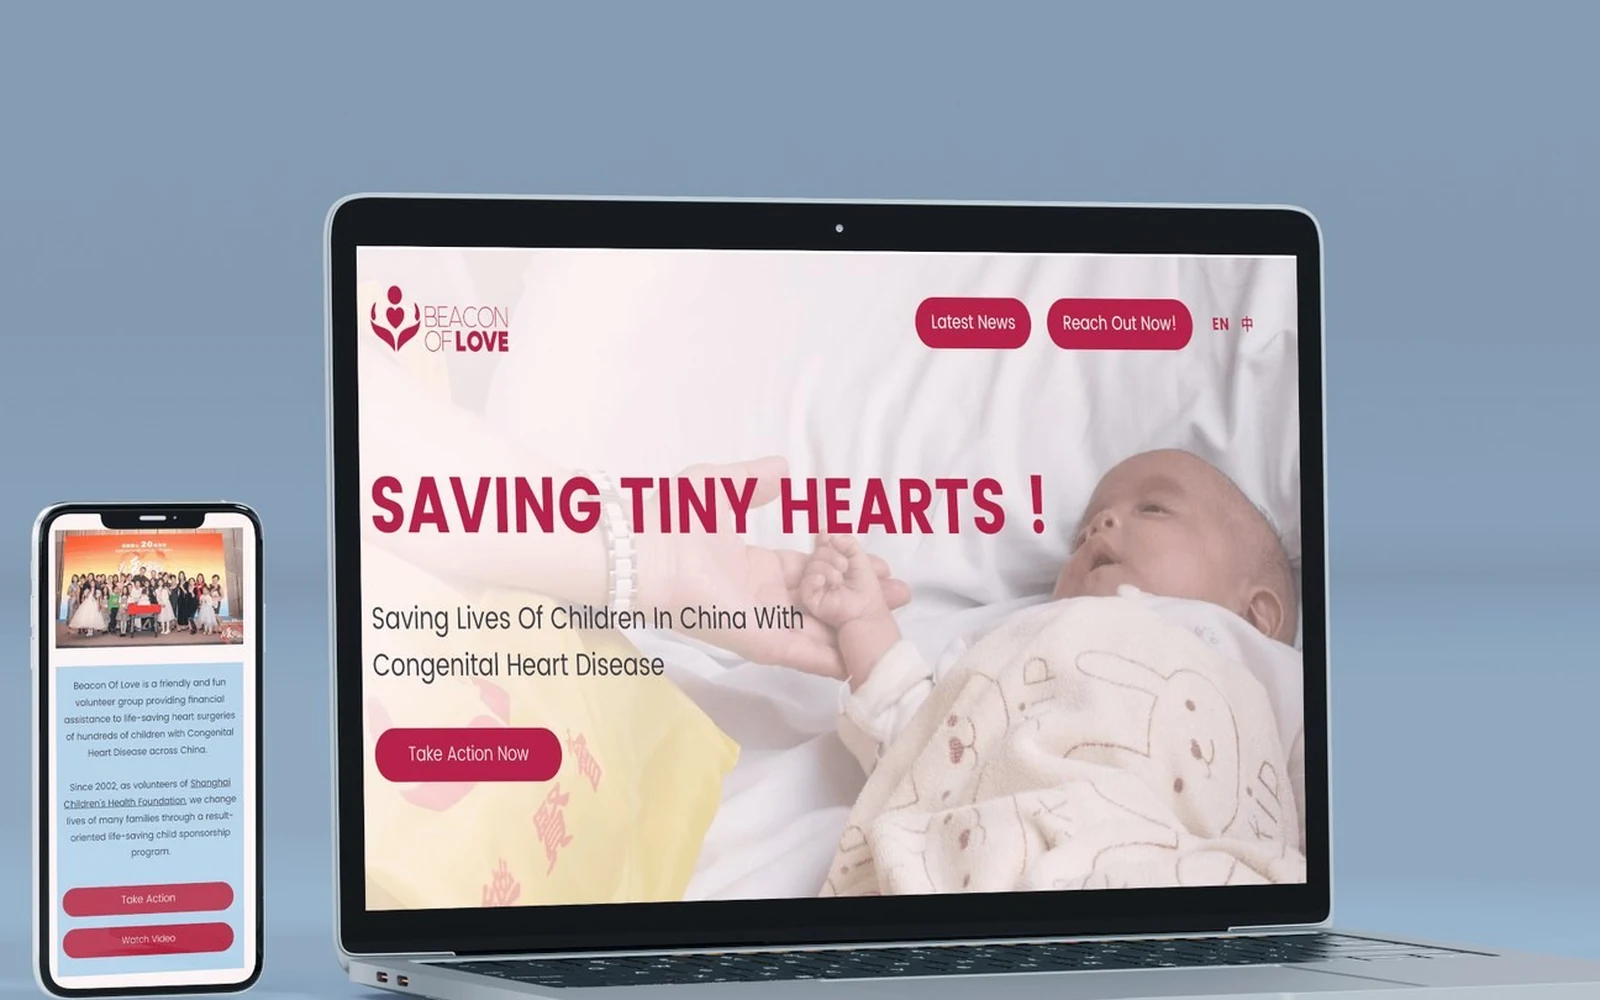 BEACON
OF LOVE
Latest News
Reach Out Now!
EN 中
SAVING TINY HEARTS !
Saving Lives Of Children In China With
Congenital Heart Disease
Take Action Now
KiD
KiD
20
Beacon Of Love is a friendly and fun
volunteer group providing financial
assistance to life-saving heart surgeries
of hundreds of children with Congenital
Heart Disease across China.
Since 2002, as volunteers of Shanghai
Children's Health Foundation, we change
lives of many families through a result-
oriented life-saving child sponsorship
program.
Take Action
Watch Video